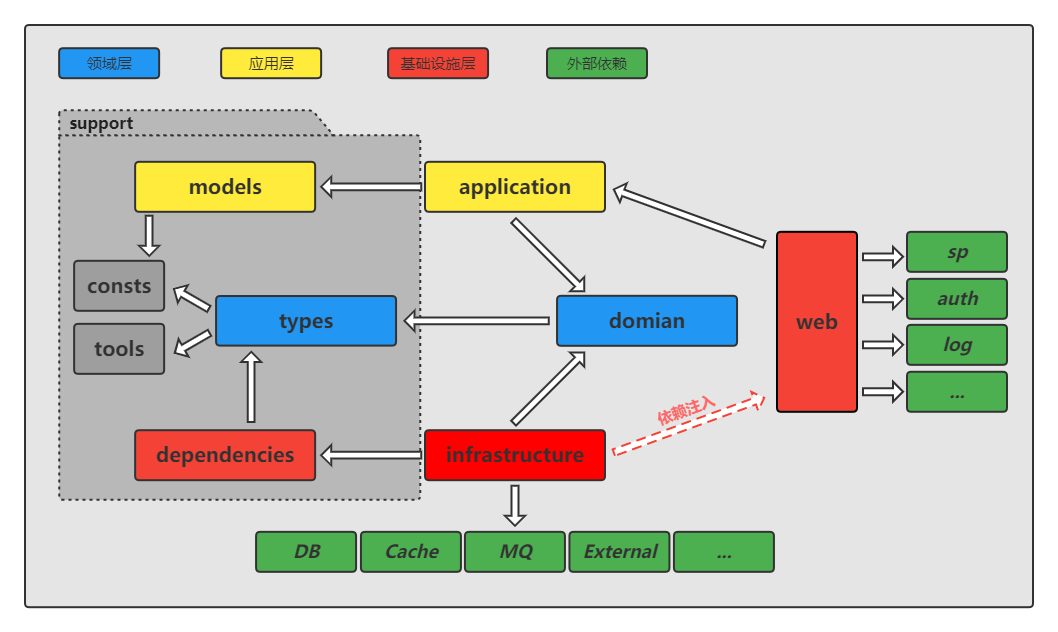 领域层
应用层
基础设施层
外部依赖
support
models
application
consts
types
tools
domian
web
sp
auth
log
...
依赖注入
dependencies
infrastructure
DB
Cache
MQ
External
...